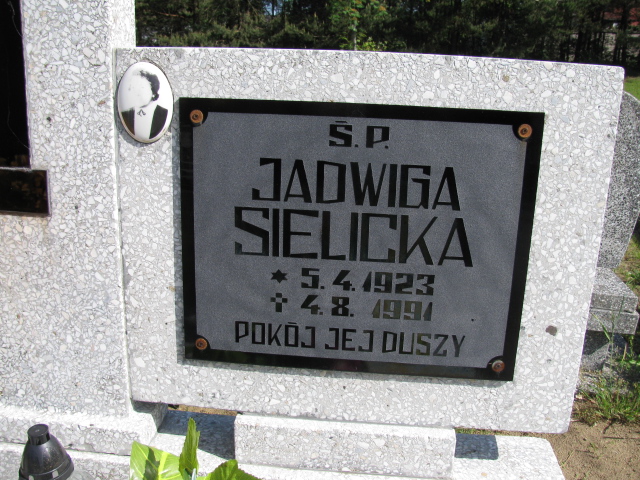 Ś.P.
JADWIGA
SIELICKA
* 5.4.1923
† 4.8.1991
POKÓJ JEJ DUSZY